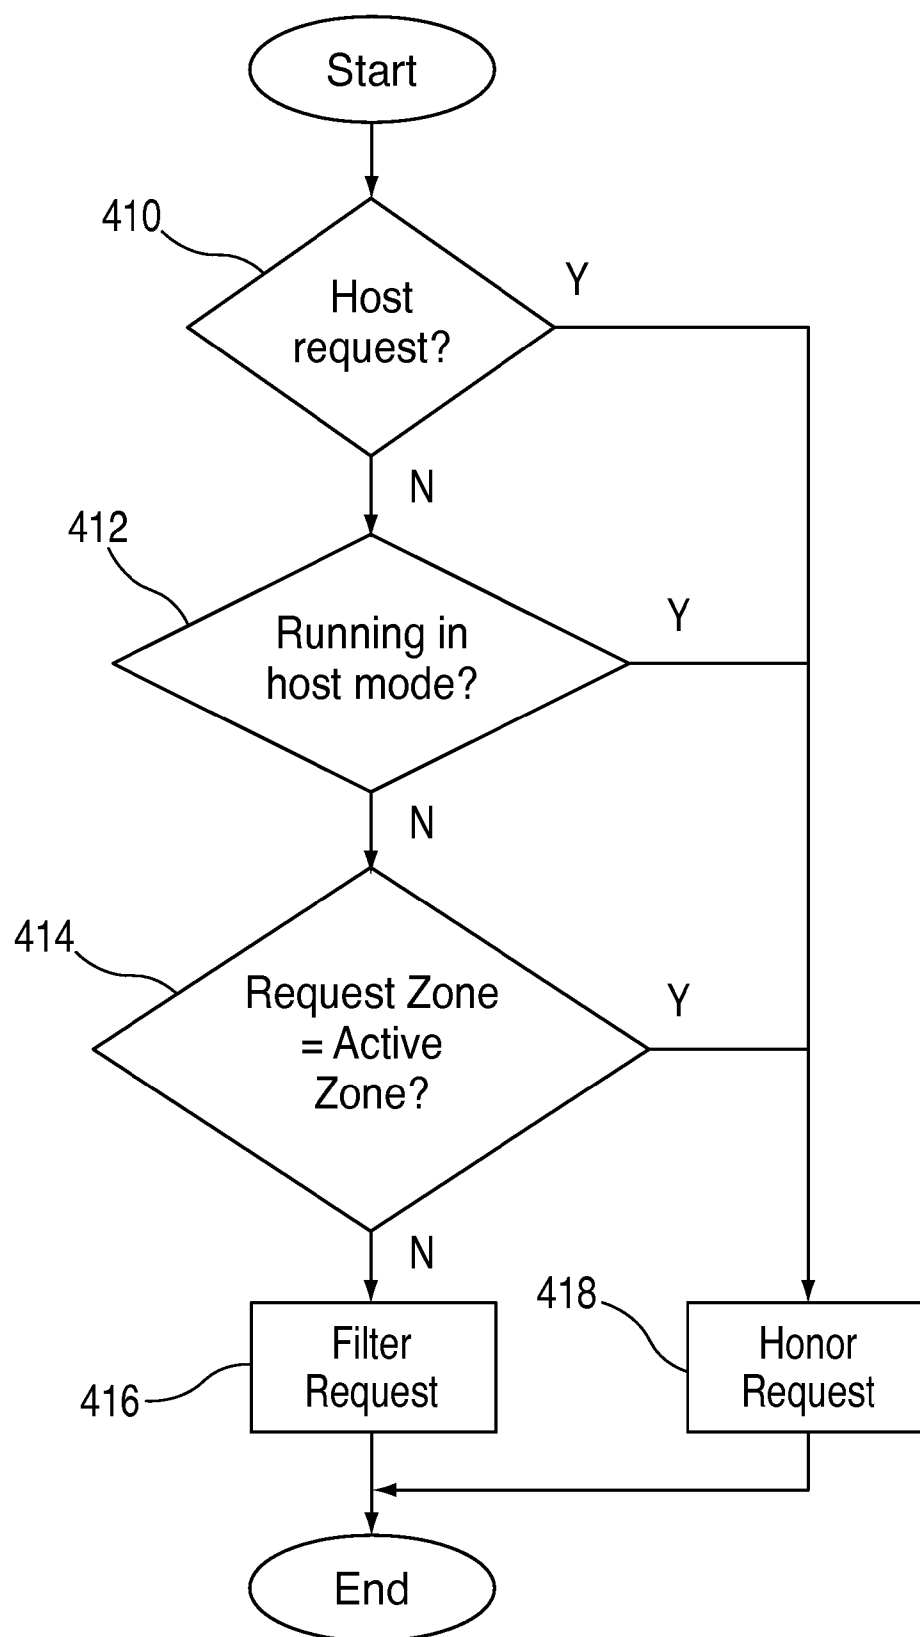 Start
410
Host
request?
Y
N
412
Running in
host mode?
Y
N
414
Request Zone
= Active
Zone?
Y
N
416
Filter
Request
418
Honor
Request
End